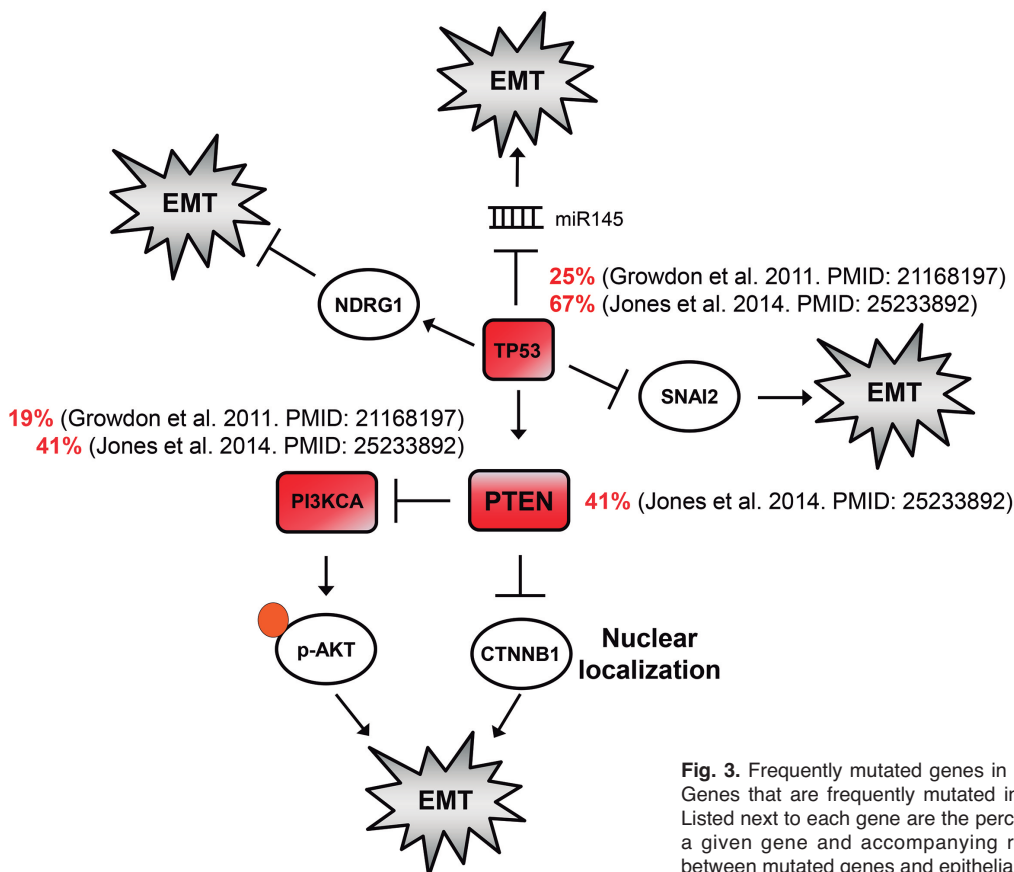 EMT
EMT
miR145
25% (Growdon et al. 2011. PMID: 21168197)
67% (Jones et al. 2014. PMID: 25233892)
NDRG1
TP53
SNAI2
EMT
19% (Growdon et al. 2011. PMID: 21168197)
41% (Jones et al. 2014. PMID: 25233892)
PI3KCA
PTEN
41% (Jones et al. 2014. PMID: 25233892)
p-AKT
CTNNB1
Nuclear
localization
EMT
Fig. 3. Frequently mutated genes in
Genes that are frequently mutated in
Listed next to each gene are the perc
a given gene and accompanying r
between mutated genes and epithelia